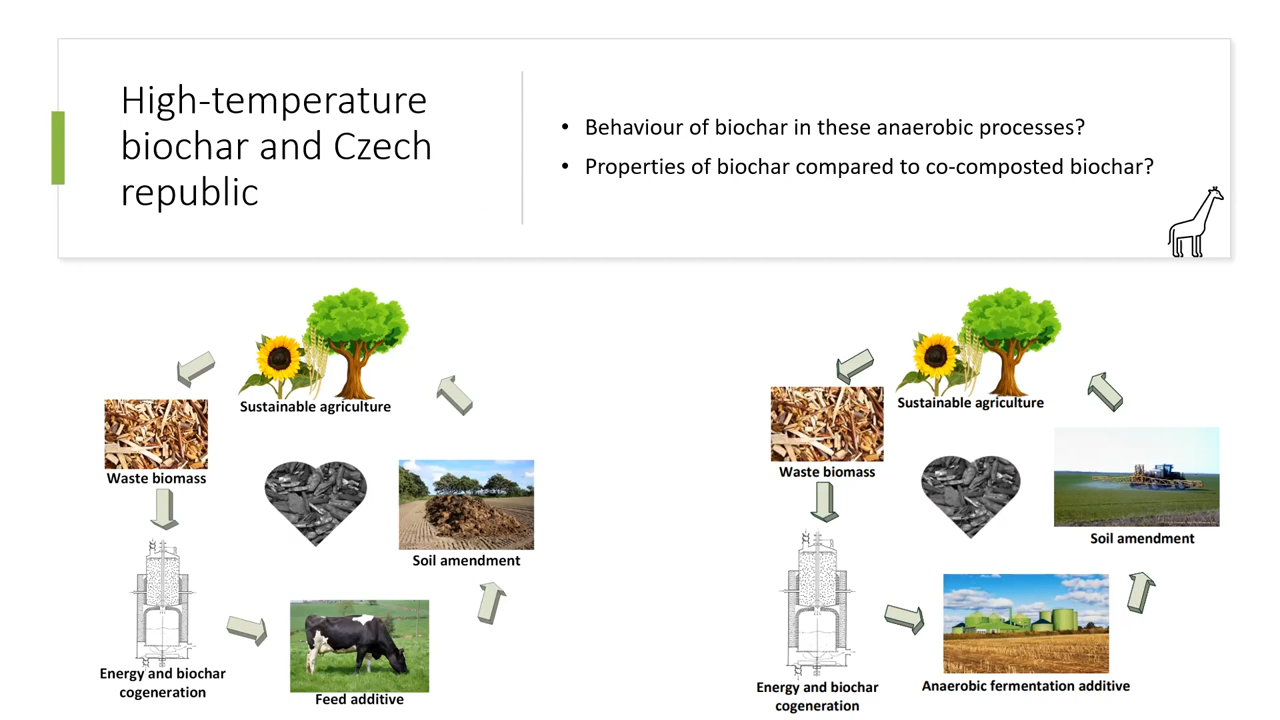 High-temperature
biochar and Czech
republic
• Behaviour of biochar in these anaerobic processes?
• Properties of biochar compared to co-composted biochar?
Sustainable agriculture
Waste biomass
Soil amendment
Energy and biochar
cogeneration
Feed additive
Sustainable agriculture
Waste biomass
Soil amendment
Energy and biochar
cogeneration
Anaerobic fermentation additive